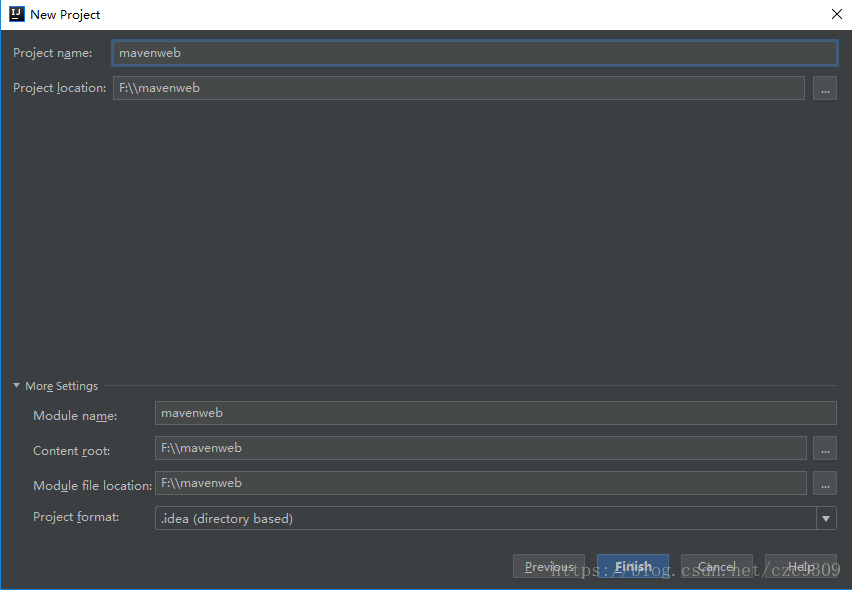 New Project
Project name: mavenweb
Project location: F:\\mavenweb ...
More Settings
Module name: mavenweb
Content root: F:\\mavenweb ...
Module file location: F:\\mavenweb ...
Project format: .idea (directory based)
Previous Finish Cancel Help
https://blog.csdn.net/czc9309